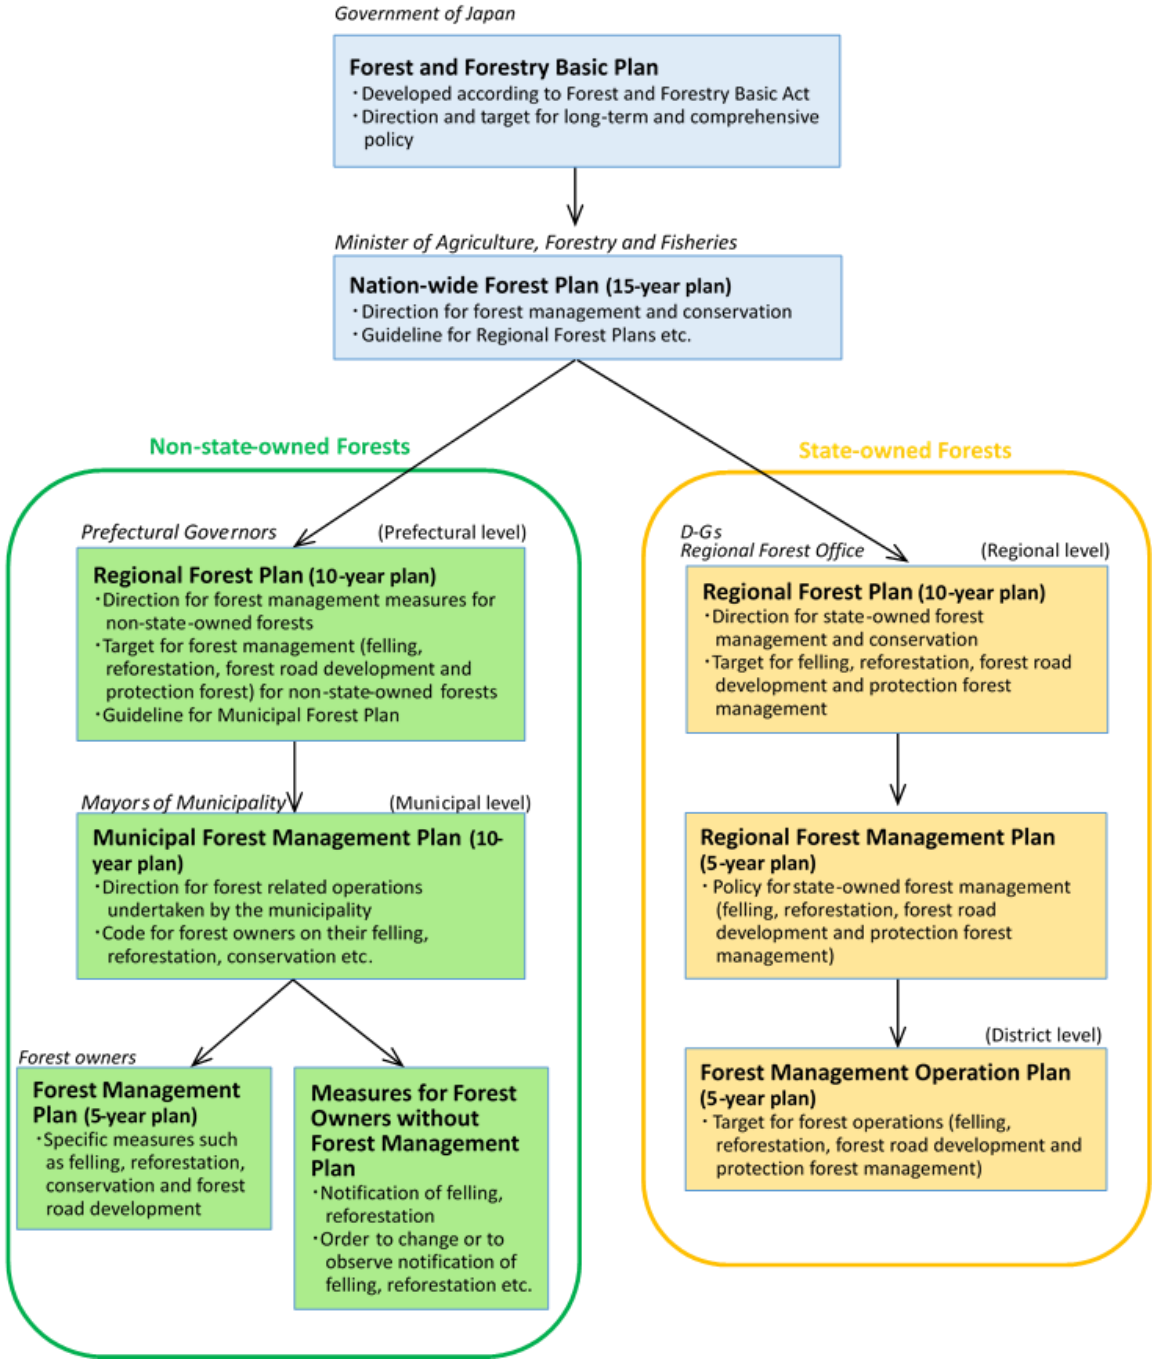 Government of Japan
Forest and Forestry Basic Plan
・Developed according to Forest and Forestry Basic Act
・Direction and target for long-term and comprehensive
policy
Minister of Agriculture, Forestry and Fisheries
Nation-wide Forest Plan (15-year plan)
・Direction for forest management and conservation
・Guideline for Regional Forest Plans etc.
Non-state-owned Forests
Prefectural Governors
(Prefectural level)
Regional Forest Plan (10-year plan)
・Direction for forest management measures for
non-state-owned forests
・Target for forest management (felling,
reforestation, forest road development and
protection forest) for non-state-owned forests
・Guideline for Municipal Forest Plan
Mayors of Municipality
(Municipal level)
Municipal Forest Management Plan (10-
year plan)
・Direction for forest related operations
undertaken by the municipality
・Code for forest owners on their felling,
reforestation, conservation etc.
Forest owners
Forest Management
Plan (5-year plan)
・Specific measures such
as felling, reforestation,
conservation and forest
road development
Measures for Forest
Owners without
Forest Management
Plan
・Notification of felling,
reforestation
・Order to change or to
observe notification of
felling, reforestation etc.
State-owned Forests
D-Gs
Regional Forest Office
(Regional level)
Regional Forest Plan (10-year plan)
・Direction for state-owned forest
management and conservation
・Target for felling, reforestation, forest road
development and protection forest
management
Regional Forest Management Plan
(5-year plan)
・Policy for state-owned forest management
(felling, reforestation, forest road
development and protection forest
management)
(District level)
Forest Management Operation Plan
(5-year plan)
・Target for forest operations (felling,
reforestation, forest road development and
protection forest management)